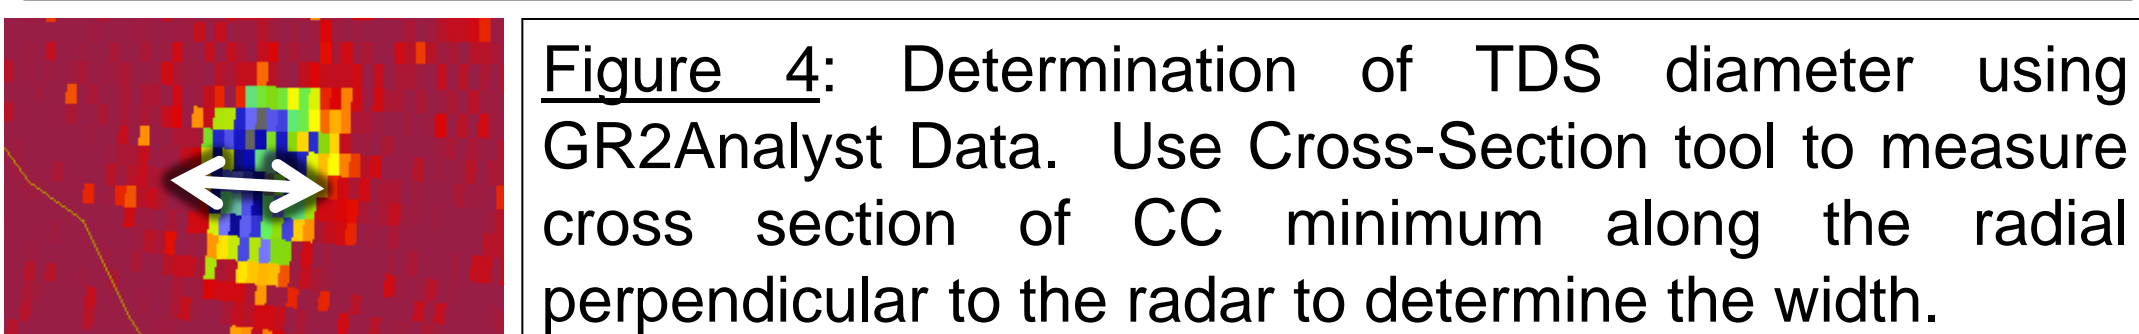 Figure 4: Determination of TDS diameter using
GR2Analyst Data. Use Cross-Section tool to measure
cross section of CC minimum along the radial
perpendicular to the radar to determine the width.